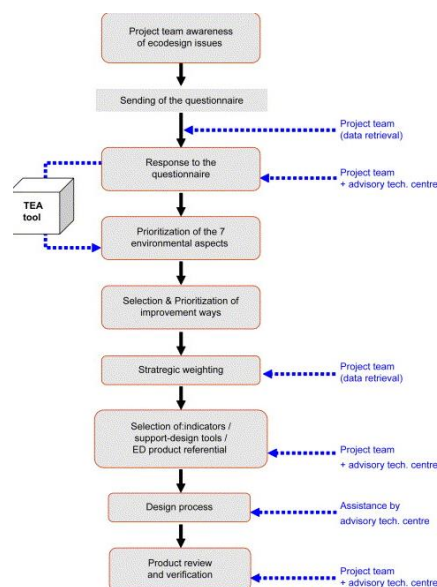 Project team awareness
of ecodesign issues
Sending of the questionnaire
Project team
(data retrieval)
Response to the
questionnaire
Project team
+ advisory tech. centre
TEA
tool
Prioritization of the 7
environmental aspects
Selection & Prioritization of
improvement ways
Stratregic weighting
Project team
(data retrieval)
Selection of:indicators /
support-design tools /
ED product referential
Project team
+ advisory tech. centre
Design process
Assistance by
advisory tech. centre
Product review
and verification
Project team
+ advisory tech. centre